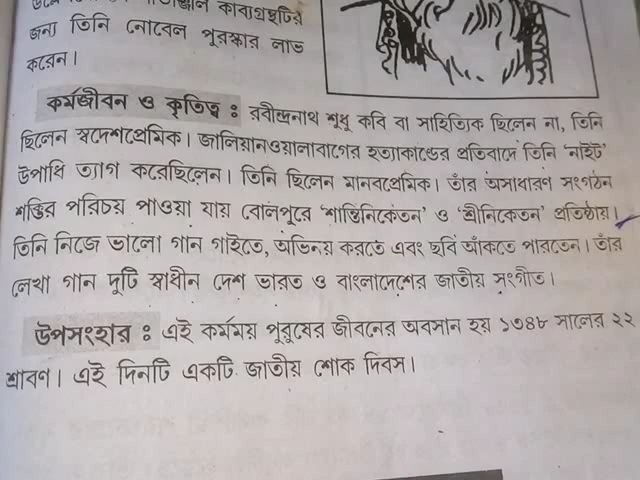 কাব্যগ্রন্থটির
জন্য তিনি নোবেল পুরস্কার লাভ
করেন।
কর্মজীবন ও কৃতিত্ব : রবীন্দ্রনাথ শুধু কবি বা সাহিত্যিক ছিলেন না, তিনি
ছিলেন স্বদেশপ্রেমিক। জালিয়ানওয়ালাবাগের হত্যাকাণ্ডের প্রতিবাদে তিনি 'নাইট'
উপাধি ত্যাগ করেছিলেন। তিনি ছিলেন মানবপ্রেমিক। তাঁর অসাধারণ সংগঠন
শক্তির পরিচয় পাওয়া যায় বোলপুরে 'শান্তিনিকেতন' ও 'শ্রীনিকেতন' প্রতিষ্ঠায়।
তিনি নিজে ভালো গান গাইতে, অভিনয় করতে এবং ছবি আঁকতে পারতেন। তাঁর
লেখা গান দুটি স্বাধীন দেশ ভারত ও বাংলাদেশের জাতীয় সংগীত।
উপসংহার : এই কর্মময় পুরুষের জীবনের অবসান হয় ১৩৪৮ সালের ২২
শ্রাবণ। এই দিনটি একটি জাতীয় শোক দিবস।